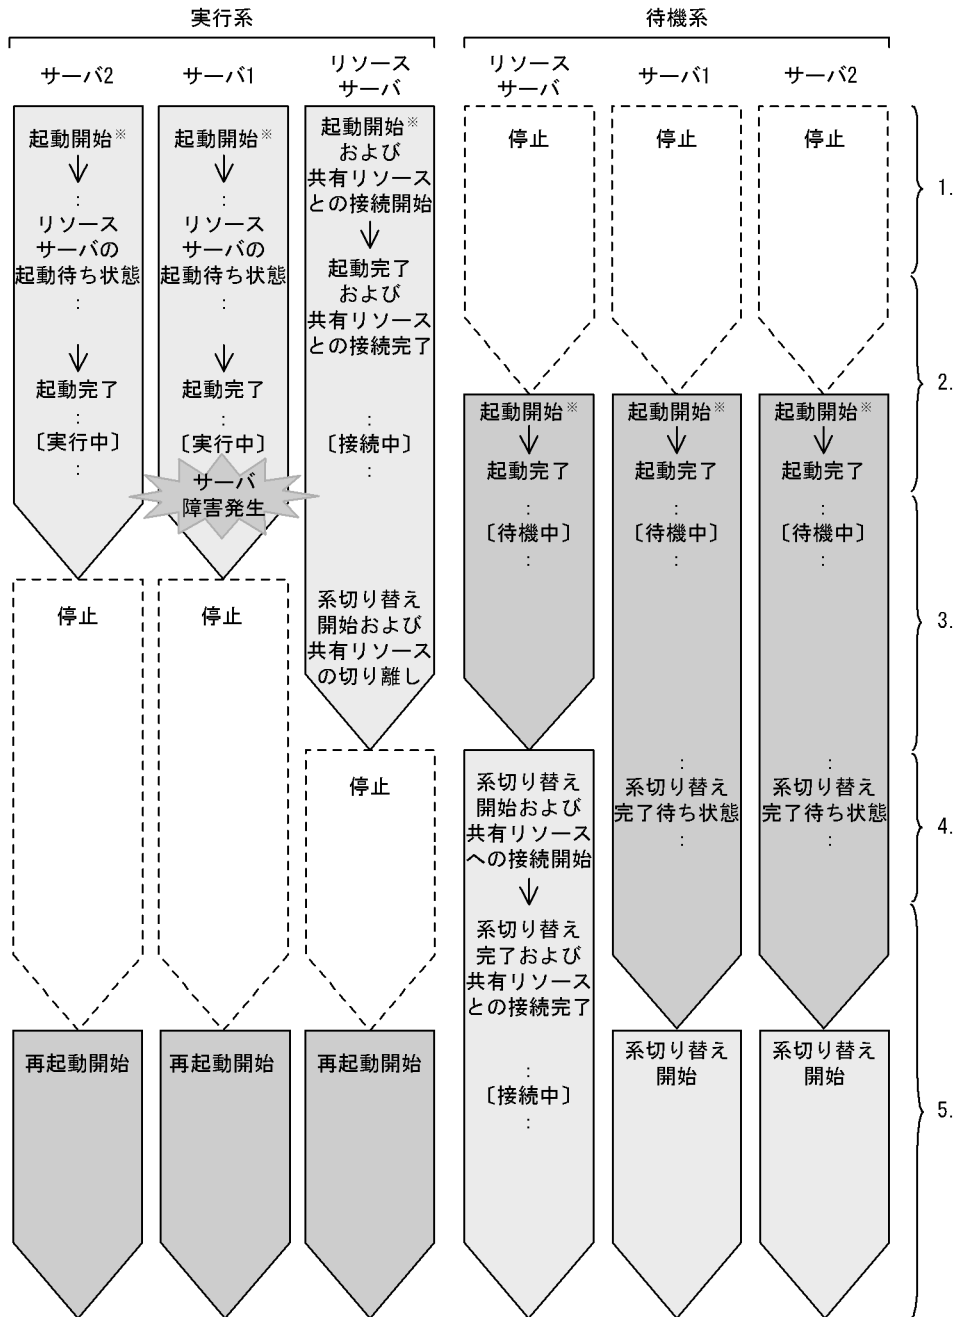 実行系
待機系
サーバ2
サーバ1
リソース
サーバ
リソース
サーバ
サーバ1
サーバ2
起動開始※
↓
:
リソース
サーバの
起動待ち状態
:
↓
起動完了
:
〔実行中〕
:
停止
再起動開始
起動開始※
↓
:
リソース
サーバの
起動待ち状態
:
↓
起動完了
:
〔実行中〕
サーバ
障害発生
停止
再起動開始
起動開始※
および
共有リソース
との接続開始
↓
起動完了
および
共有リソース
との接続完了
:
〔接続中〕
:
系切り替え
開始および
共有リソース
の切り離し
停止
再起動開始
停止
起動開始※
↓
起動完了
:
〔待機中〕
:
系切り替え
開始および
共有リソース
への接続開始
↓
系切り替え
完了および
共有リソース
との接続完了
:
〔接続中〕
:
停止
起動開始※
↓
起動完了
:
〔待機中〕
:
:
系切り替え
完了待ち状態
:
系切り替え
開始
停止
起動開始※
↓
起動完了
:
〔待機中〕
:
:
系切り替え
完了待ち状態
:
系切り替え
開始
1.
2.
3.
4.
5.